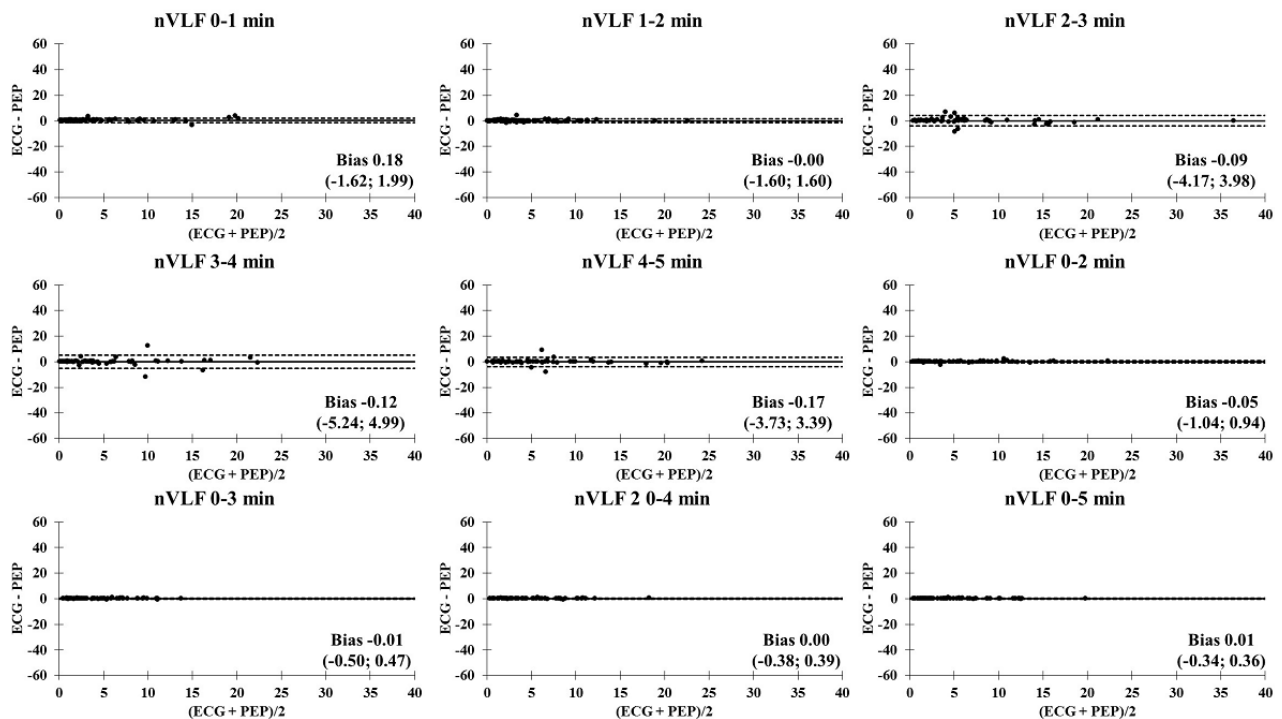 nVLF 0-1 min
60
40
20
0
-20
-40
-60
ECG - PEP
Bias 0.18
(-1.62; 1.99)
0 5 10 15 20 25 30 35 40
(ECG + PEP)/2
nVLF 1-2 min
60
40
20
0
-20
-40
-60
ECG - PEP
Bias -0.00
(-1.60; 1.60)
0 5 10 15 20 25 30 35 40
(ECG + PEP)/2
nVLF 2-3 min
60
40
20
0
-20
-40
-60
ECG - PEP
Bias -0.09
(-4.17; 3.98)
0 5 10 15 20 25 30 35 40
(ECG + PEP)/2
nVLF 3-4 min
60
40
20
0
-20
-40
-60
ECG - PEP
Bias -0.12
(-5.24; 4.99)
0 5 10 15 20 25 30 35 40
(ECG + PEP)/2
nVLF 4-5 min
60
40
20
0
-20
-40
-60
ECG - PEP
Bias -0.17
(-3.73; 3.39)
0 5 10 15 20 25 30 35 40
(ECG + PEP)/2
nVLF 0-2 min
60
40
20
0
-20
-40
-60
ECG - PEP
Bias -0.05
(-1.04; 0.94)
0 5 10 15 20 25 30 35 40
(ECG + PEP)/2
nVLF 0-3 min
60
40
20
0
-20
-40
-60
ECG - PEP
Bias -0.01
(-0.50; 0.47)
0 5 10 15 20 25 30 35 40
(ECG + PEP)/2
nVLF 2 0-4 min
60
40
20
0
-20
-40
-60
ECG - PEP
Bias 0.00
(-0.38; 0.39)
0 5 10 15 20 25 30 35 40
(ECG + PEP)/2
nVLF 0-5 min
60
40
20
0
-20
-40
-60
ECG - PEP
Bias 0.01
(-0.34; 0.36)
0 5 10 15 20 25 30 35 40
(ECG + PEP)/2